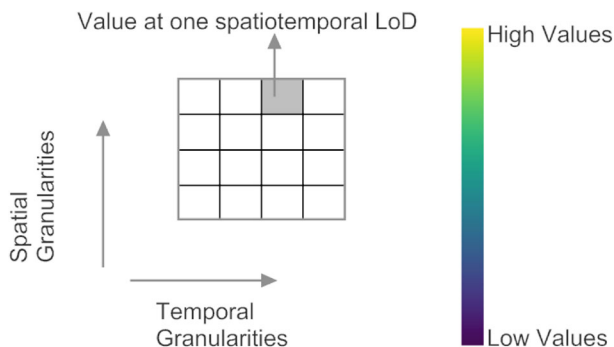 Value at one spatiotemporal LoD
High Values
Spatial
Granularities
Temporal
Granularities
Low Values